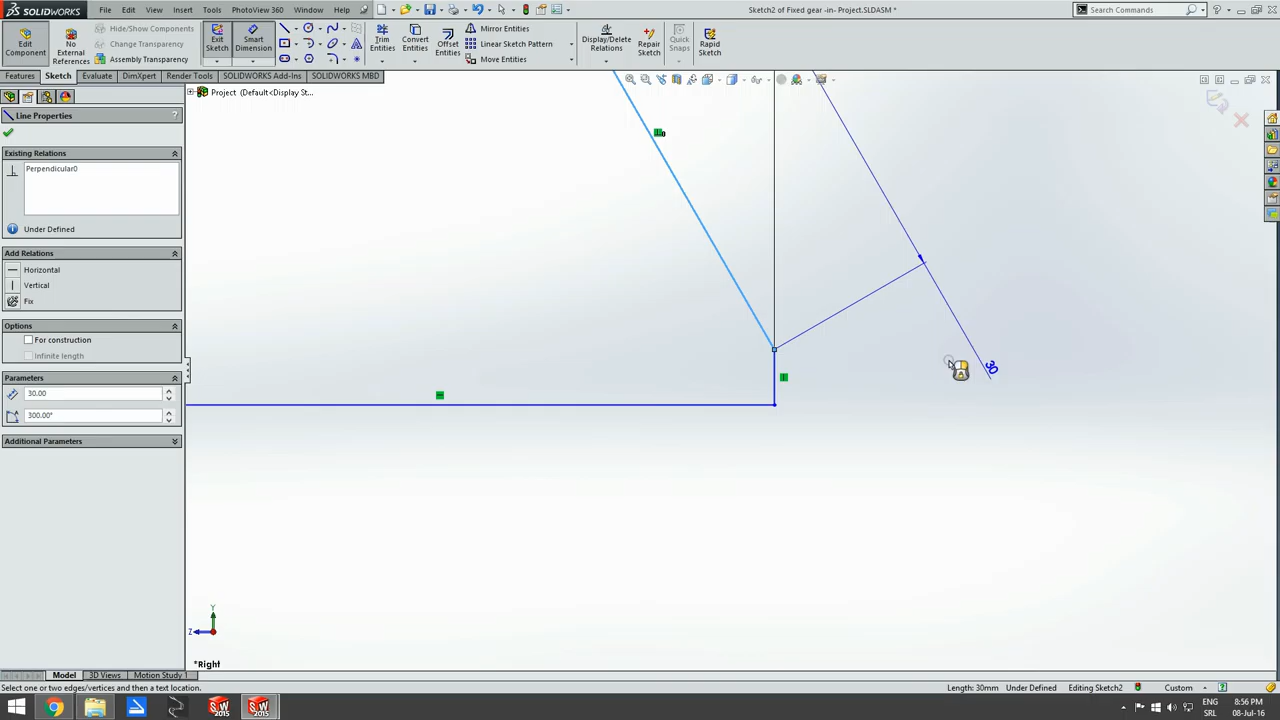 SOLIDWORKS File Edit View Insert Tools PhotoView 360 Window Help Sketch2 of Fixed gear -in- Project.SLDASM * Search Commands
Edit Component
No External References
Hide/Show Components
Change Transparency
Assembly Transparency
Exit Sketch
Smart Dimension
Trim Entities
Convert Entities
Offset Entities
Mirror Entities
Linear Sketch Pattern
Move Entities
Display/Delete Relations
Repair Sketch
Quick Snaps
Rapid Sketch
Features Sketch Evaluate DimXpert Render Tools SOLIDWORKS Add-Ins SOLIDWORKS MBD
Project (Default<Display St...
Line Properties ?
Existing Relations
Perpendicular0
Under Defined
Add Relations
Horizontal
Vertical
Fix
Options
For construction
Infinite length
Parameters
30.00
300.00°
Additional Parameters
30
Y
Z
*Right
Model 3D Views Motion Study 1
Select one or two edges/vertices and then a text location. Length: 30mm Under Defined Editing Sketch2 Custom
SW 2015
SW 2015
ENG 8:56 PM
SRL 08-Jul-16